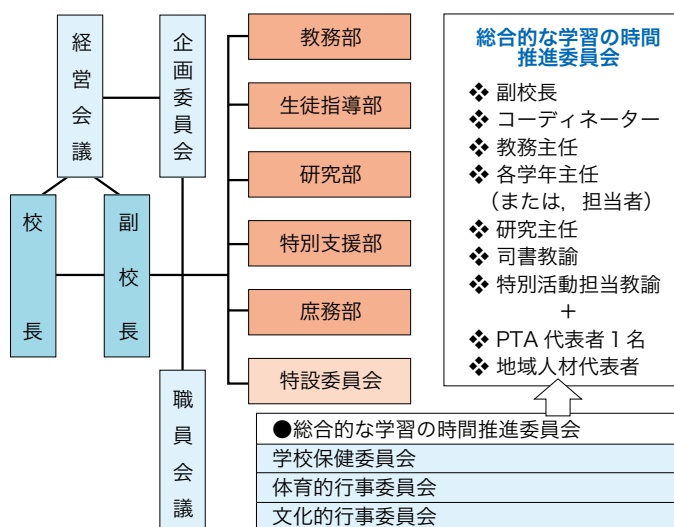 経営会議
企画委員会
校長
副校長
職員会議
教務部
生徒指導部
研究部
特別支援部
庶務部
特設委員会
総合的な学習の時間
推進委員会
❖ 副校長
❖ コーディネーター
❖ 教務主任
❖ 各学年主任
（または，担当者）
❖ 研究主任
❖ 司書教諭
❖ 特別活動担当教諭
+
❖ PTA 代表者 1 名
❖ 地域人材代表者
●総合的な学習の時間推進委員会
学校保健委員会
体育的行事委員会
文化的行事委員会